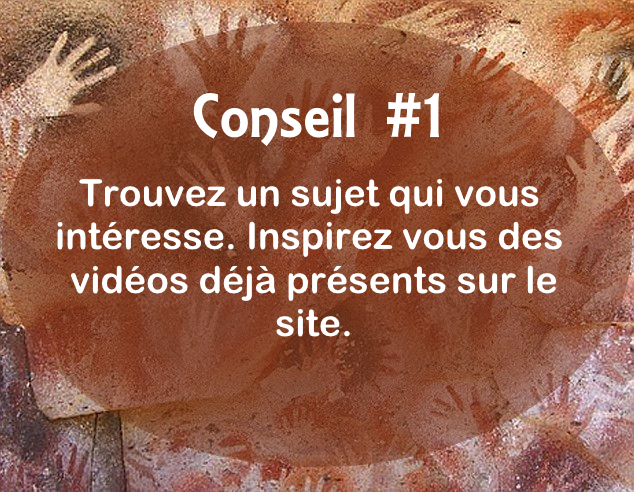 Conseil #1
Trouvez un sujet qui vous
intéresse. Inspirez vous des
vidéos déjà présents sur le
site.